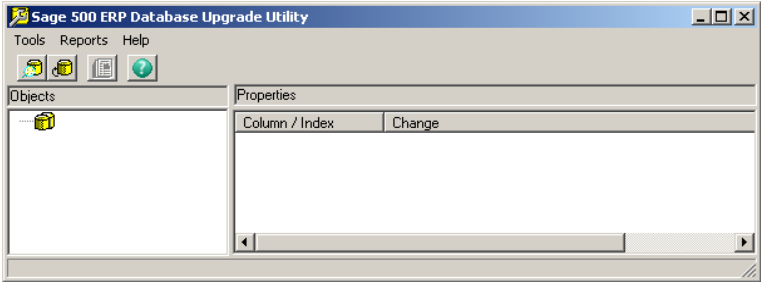 Sage 500 ERP Database Upgrade Utility
Tools Reports Help
Objects Properties
Column / Index Change